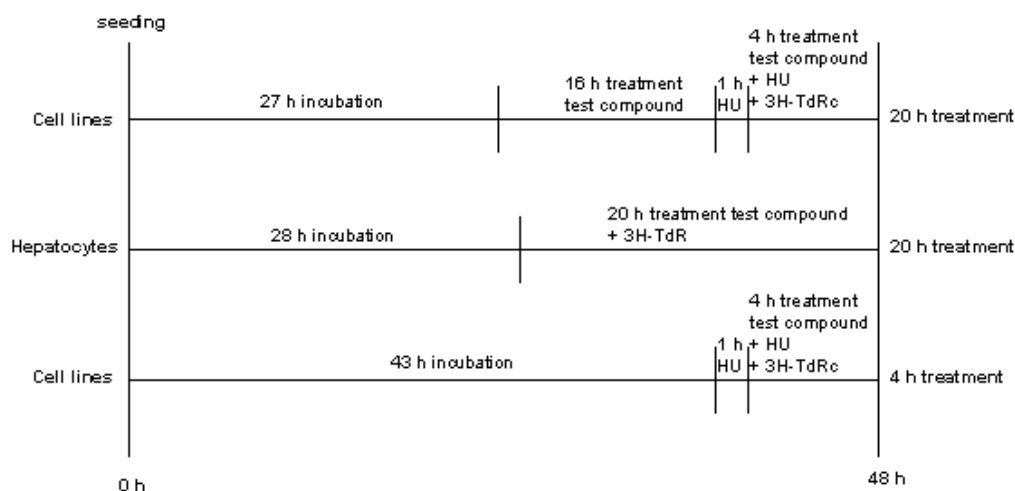 seeding
4 h treatment
test compound
+ HU
+ 3H-TdRc
16 h treatment
test compound
1 h
HU
27 h incubation
Cell lines
20 h treatment
20 h treatment test compound
+ 3H-TdR
28 h incubation
Hepatocytes
20 h treatment
4 h treatment
test compound
+ HU
+ 3H-TdRc
1 h
HU
43 h incubation
Cell lines
4 h treatment
0 h
48 h